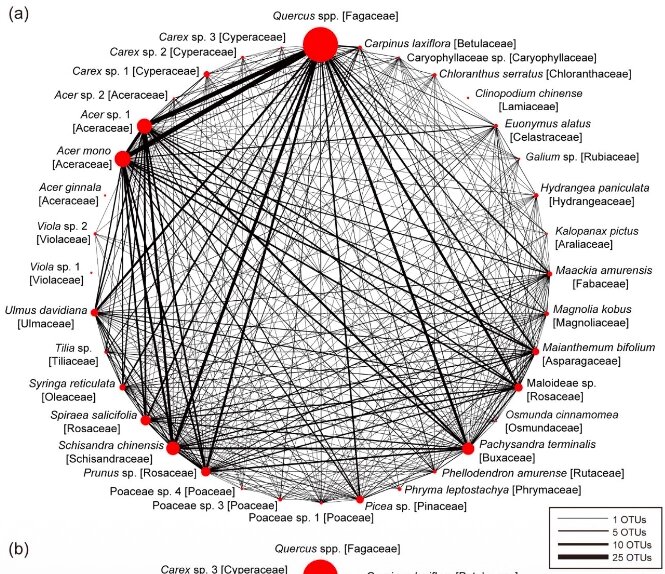 (a)
Quercus spp. [Fagaceae]
Carex sp. 3 [Cyperaceae]
Carex sp. 2 [Cyperaceae]
Carex sp. 1 [Cyperaceae]
Acer sp. 2 [Aceraceae]
Acer sp. 1
[Aceraceae]
Acer mono
[Aceraceae]
Acer ginnala
[Aceraceae]
Viola sp. 2
[Violaceae]
Viola sp. 1
[Violaceae]
Ulmus davidiana
[Ulmaceae]
Tilia sp.
[Tiliaceae]
Syringa reticulata
[Oleaceae]
Spiraea salicifolia
[Rosaceae]
Schisandra chinensis
[Schisandraceae]
Prunus sp. [Rosaceae]
Poaceae sp. 4 [Poaceae]
Poaceae sp. 3 [Poaceae]
Poaceae sp. 1 [Poaceae]
Carpinus laxiflora [Betulaceae]
Caryophyllaceae sp. [Caryophyllaceae]
Chloranthus serratus [Chloranthaceae]
Clinopodium chinense
[Lamiaceae]
Euonymus alatus
[Celastraceae]
Galium sp. [Rubiaceae]
Hydrangea paniculata
[Hydrangeaceae]
Kalopanax pictus
[Araliaceae]
Maackia amurensis
[Fabaceae]
Magnolia kobus
[Magnoliaceae]
Maianthemum bifolium
[Asparagaceae]
Maloideae sp.
[Rosaceae]
Osmunda cinnamomea
[Osmundaceae]
Pachysandra terminalis
[Buxaceae]
Phellodendron amurense [Rutaceae]
Phryma leptostachya [Phrymaceae]
Picea sp. [Pinaceae]
1 OTUs
5 OTUs
10 OTUs
25 OTUs
(b)
Quercus spp. [Fagaceae]
Carex sp. 3 [Cyperaceae]